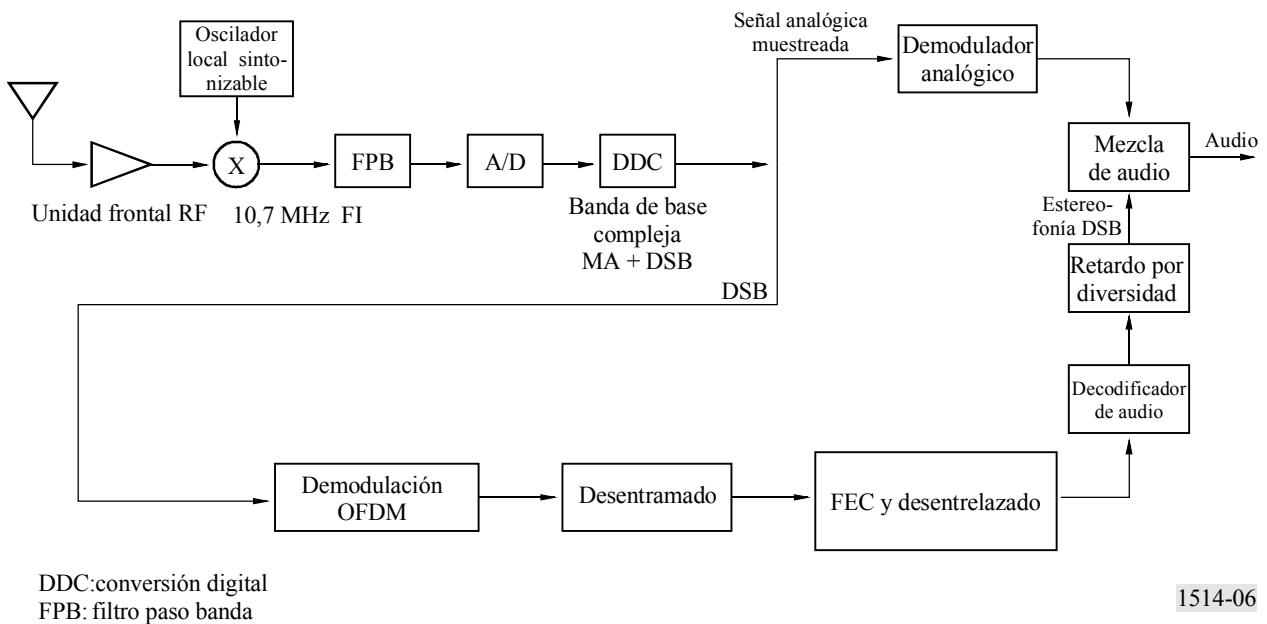 Oscilador
local sinto-
nizable
X
Unidad frontal RF
10,7 MHz FI
FPB
A/D
DDC
Banda de base
compleja
MA + DSB
Señal analógica
muestreada
DSB
Demodulador
analógico
Mezcla
de audio
Audio
Estereo-
fonía DSB
Retardo por
diversidad
Decodificador
de audio
Demodulación
OFDM
Desentramado
FEC y desentrelazado
DDC:conversión digital
FPB: filtro paso banda
1514-06